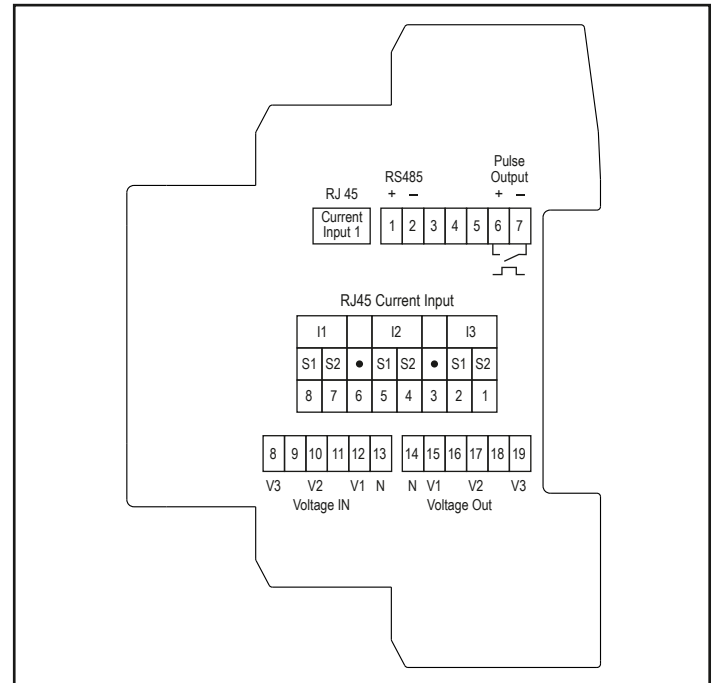 Pulse
Output
RS485
RJ 45
+ – + –
Current
Input 1
1 2 3 4 5 6 7
RJ45 Current Input
I1 I2 I3
S1 S2 • S1 S2 • S1 S2
8 7 6 5 4 3 2 1
8 9 10 11 12 13 14 15 16 17 18 19
V3 V2 V1 N N V1 V2 V3
Voltage IN Voltage Out